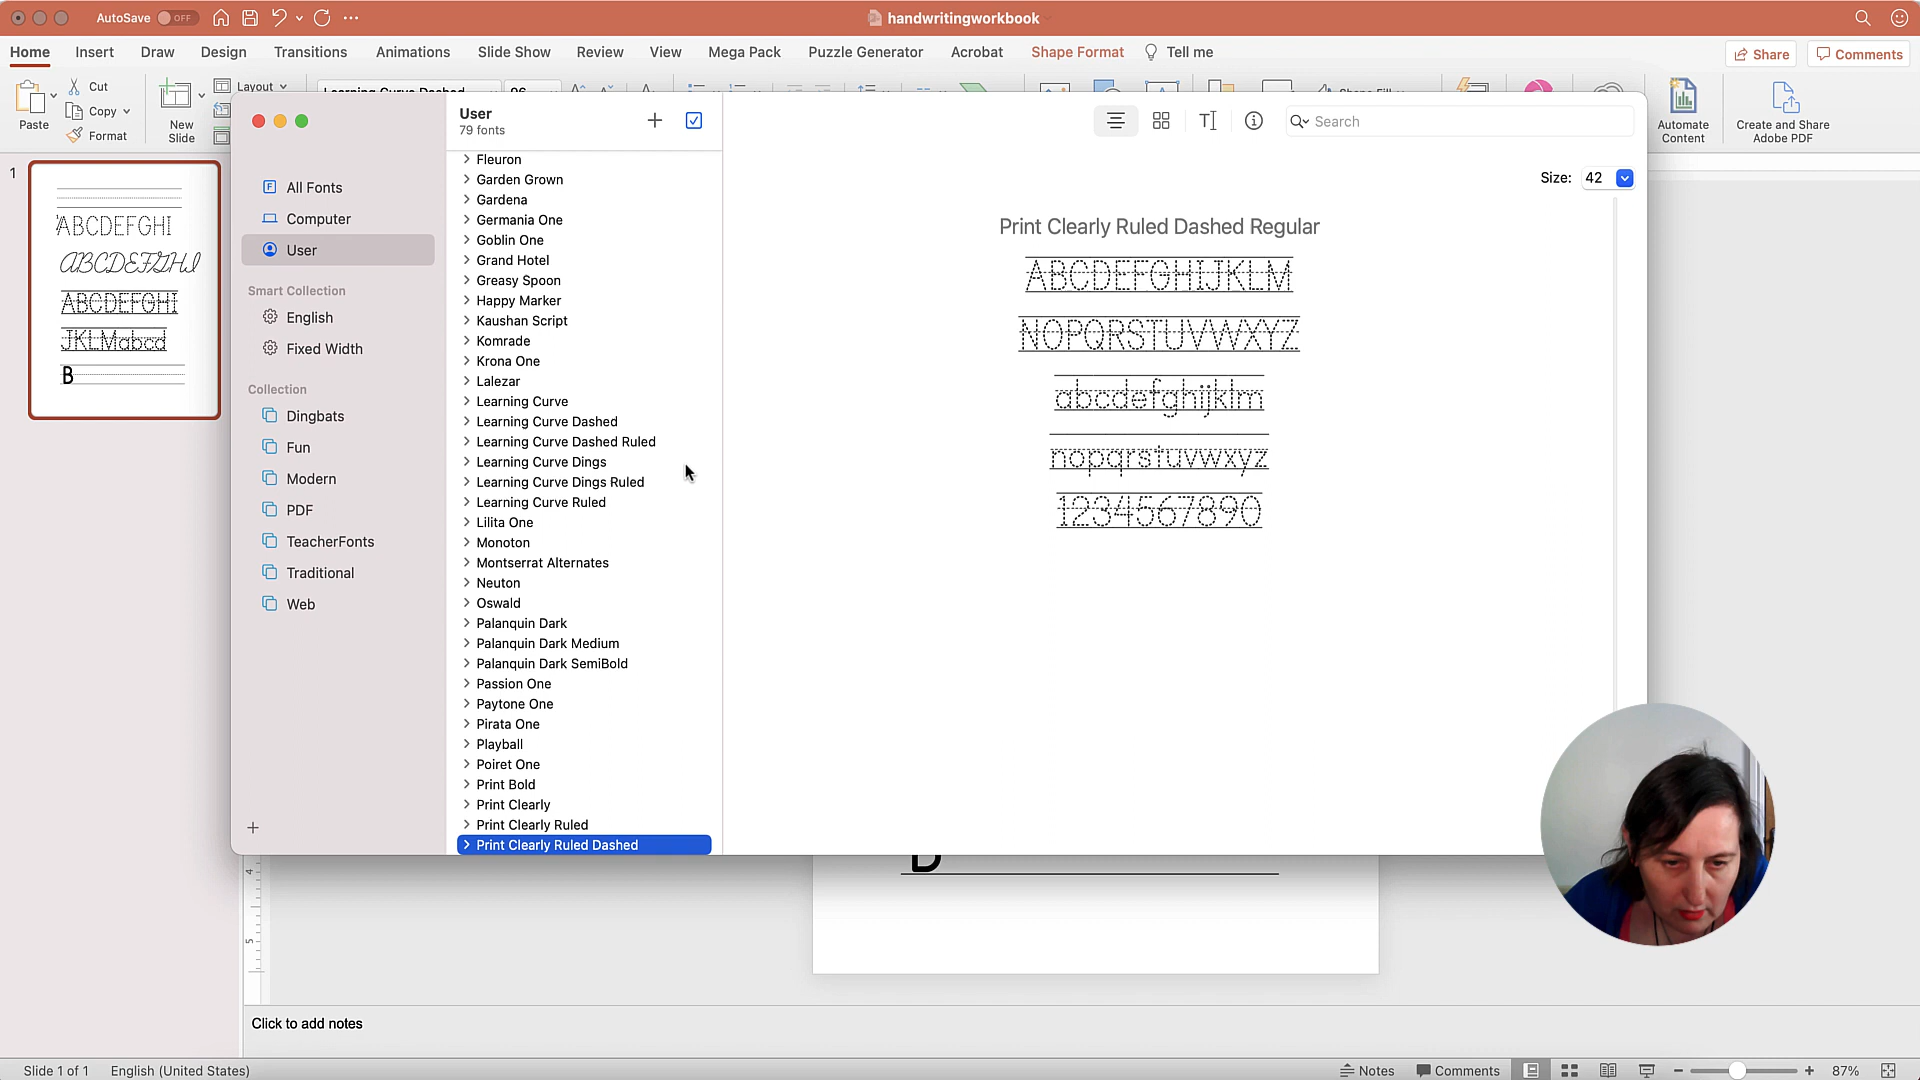 AutoSave OFF
handwritingworkbook
Home Insert Draw Design Transitions Animations Slide Show Review View Mega Pack Puzzle Generator Acrobat Shape Format Tell me
Share Comments
Paste
Cut
Copy
Format
New Slide
Layout
Learning Curve Dashed 96
Shape Fill
Automate Content
Create and Share Adobe PDF
1
ABCDEFGHI
ABCDEFGHI
ABCDEFGHI
JKLMabcd
B
User
79 fonts
Search
Size: 42
All Fonts
Computer
User
Smart Collection
English
Fixed Width
Collection
Dingbats
Fun
Modern
PDF
TeacherFonts
Traditional
Web
Fleuron
Garden Grown
Gardena
Germania One
Goblin One
Grand Hotel
Greasy Spoon
Happy Marker
Kaushan Script
Komrade
Krona One
Lalezar
Learning Curve
Learning Curve Dashed
Learning Curve Dashed Ruled
Learning Curve Dings
Learning Curve Dings Ruled
Learning Curve Ruled
Lilita One
Monoton
Montserrat Alternates
Neuton
Oswald
Palanquin Dark
Palanquin Dark Medium
Palanquin Dark SemiBold
Passion One
Paytone One
Pirata One
Playball
Poiret One
Print Bold
Print Clearly
Print Clearly Ruled
Print Clearly Ruled Dashed
Print Clearly Ruled Dashed Regular
ABCDEFGHIJKLM
NOPQRSTUVWXYZ
abcdefghijklm
nopqrstuvwxyz
1234567890
B
4
5
Click to add notes
Slide 1 of 1 English (United States)
Notes Comments 87%